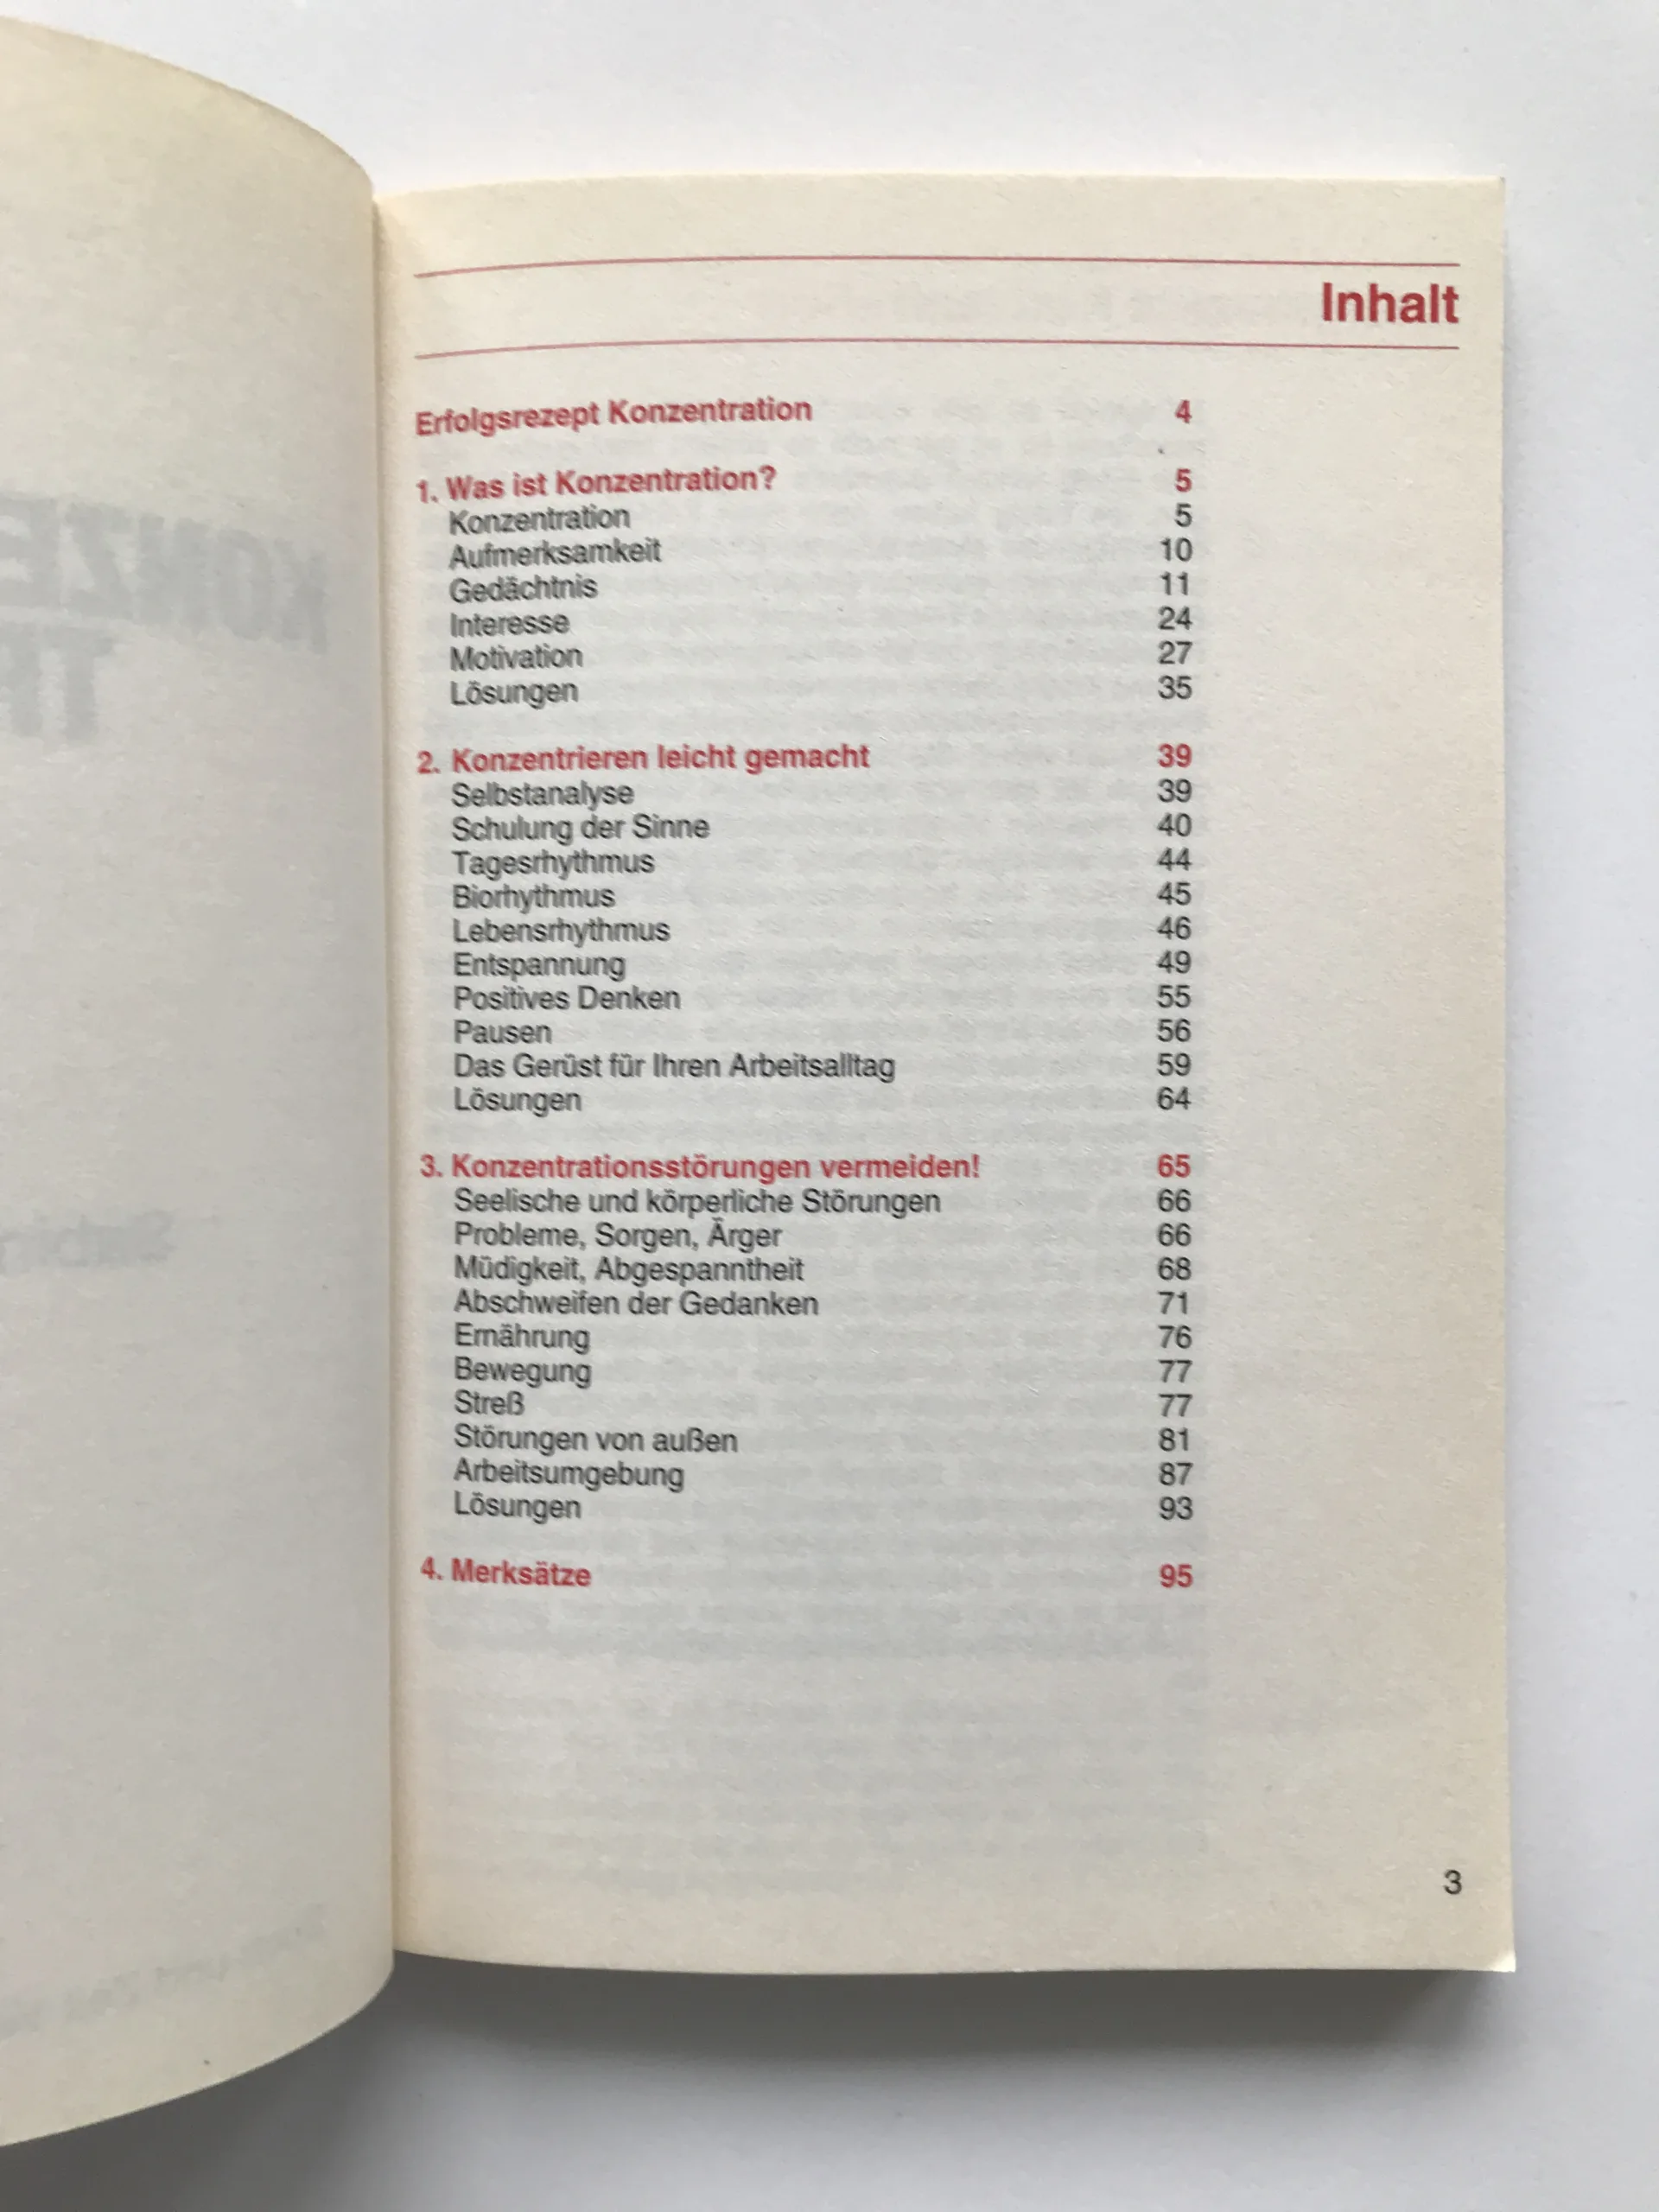 Inhalt
Erfolgsrezept Konzentration 4
1. Was ist Konzentration? 5
Konzentration 5
Aufmerksamkeit 10
Gedächtnis 11
Interesse 24
Motivation 27
Lösungen 35
2. Konzentrieren leicht gemacht 39
Selbstanalyse 39
Schulung der Sinne 40
Tagesrhythmus 44
Biorhythmus 45
Lebensrhythmus 46
Entspannung 49
Positives Denken 55
Pausen 56
Das Gerüst für Ihren Arbeitsalltag 59
Lösungen 64
3. Konzentrationsstörungen vermeiden! 65
Seelische und körperliche Störungen 66
Probleme, Sorgen, Ärger 66
Müdigkeit, Abgespanntheit 68
Abschweifen der Gedanken 71
Ernährung 76
Bewegung 77
Streß 77
Störungen von außen 81
Arbeitsumgebung 87
Lösungen 93
4. Merksätze 95
3